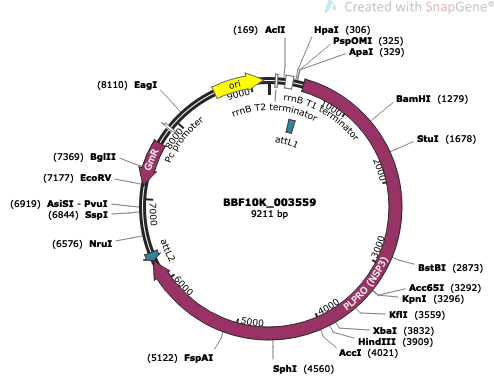 Created with SnapGene®
(169) AclI
HpaI (306)
PspOMI (325)
ApaI (329)
(8110) EagI
ori
9000
rrnB T2 terminator
rrnB T1 terminator
1000
attL1
BamHI (1279)
StuI (1678)
2000
Pc promoter
8000
GmR
(7369) BglII
(7177) EcoRV
(6919) AsiSI - PvuI
(6844) SspI
7000
(6576) NruI
attL2
BBF10K_003559
9211 bp
3000
BstBI (2873)
Acc65I (3292)
KpnI (3296)
PLPRO (NSP3)
KflI (3559)
XbaI (3832)
HindIII (3909)
AccI (4021)
4000
5000
6000
(5122) FspAI
SphI (4560)